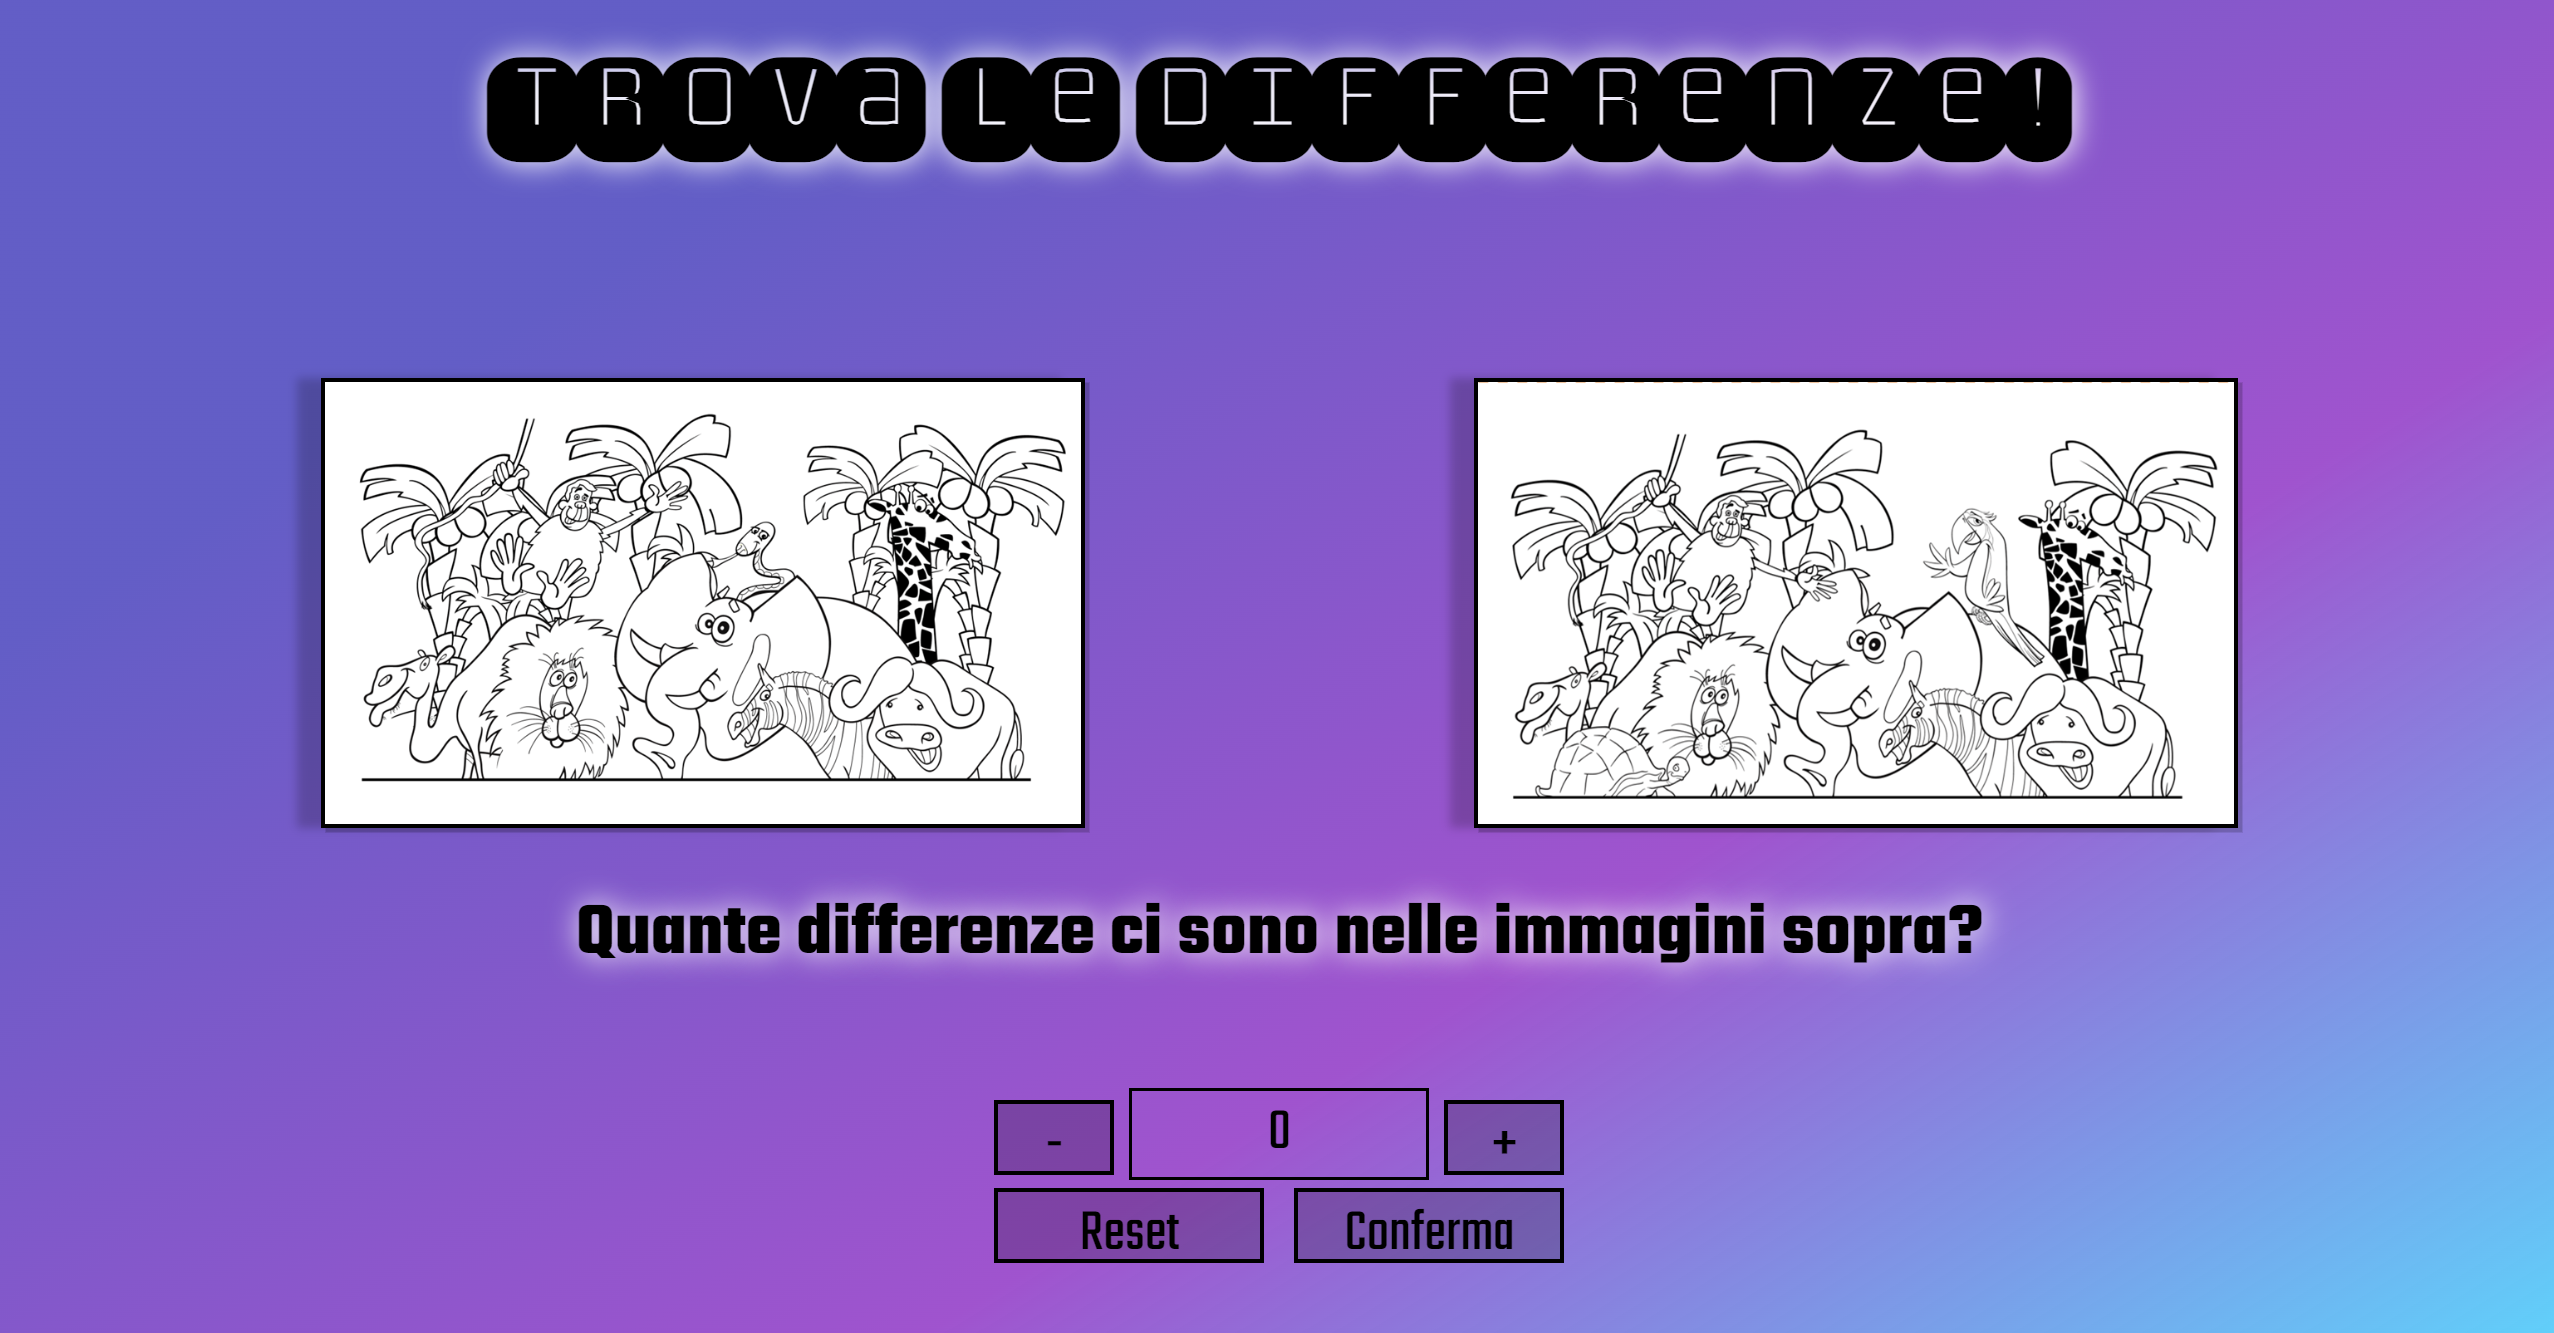 TROVa Le DIFFeRenze!
Quante differenze ci sono nelle immagini sopra?
- 0 +
Reset Conferma